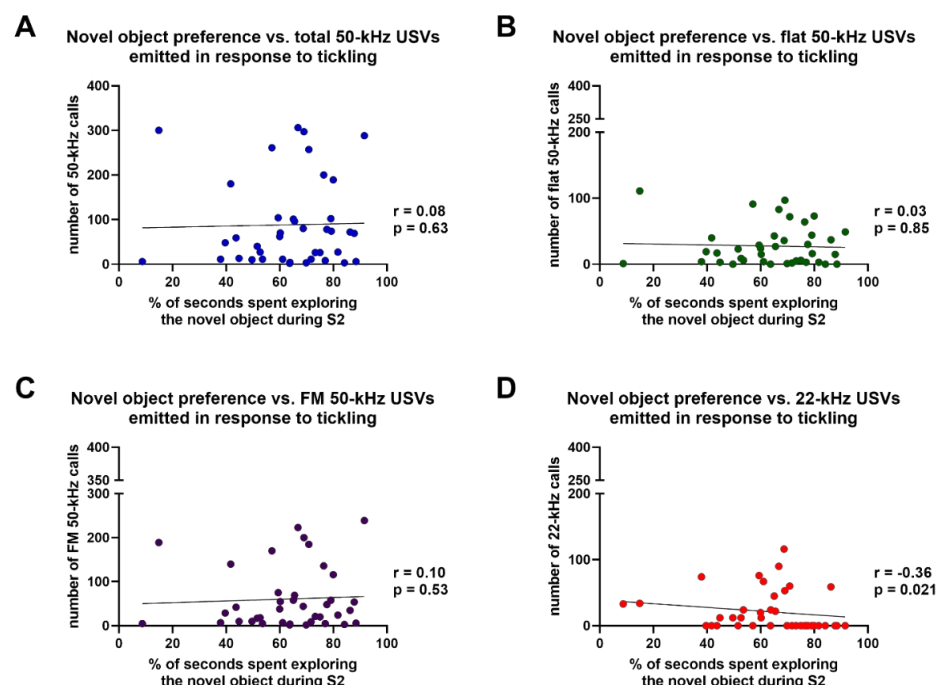 A
Novel object preference vs. total 50-kHz USVs
emitted in response to tickling
number of 50-kHz calls
400
300
200
100
0
0 20 40 60 80 100
r = 0.08
p = 0.63
% of seconds spent exploring
the novel object during S2
B
Novel object preference vs. flat 50-kHz USVs
emitted in response to tickling
number of flat 50-kHz calls
400
250
200
100
0
0 20 40 60 80 100
r = 0.03
p = 0.85
% of seconds spent exploring
the novel object during S2
C
Novel object preference vs. FM 50-kHz USVs
emitted in response to tickling
number of FM 50-kHz calls
400
350
300
200
100
0
0 20 40 60 80 100
r = 0.10
p = 0.53
% of seconds spent exploring
the novel object during S2
D
Novel object preference vs. 22-kHz USVs
emitted in response to tickling
number of 22-kHz calls
400
250
200
100
0
0 20 40 60 80 100
r = -0.36
p = 0.021
% of seconds spent exploring
the novel object during S2